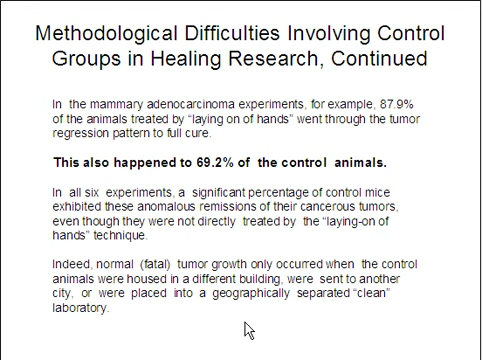 Methodological Difficulties Involving Control
Groups in Healing Research, Continued
In the mammary adenocarcinoma experiments, for example, 87.9%
of the animals treated by "laying on of hands" went through the tumor
regression pattern to full cure.
This also happened to 69.2% of the control animals.
In all six experiments, a significant percentage of control mice
exhibited these anomalous remissions of their cancerous tumors,
even though they were not directly treated by the "laying-on of
hands" technique.
Indeed, normal (fatal) tumor growth only occurred when the control
animals were housed in a different building, were sent to another
city, or were placed into a geographically separated "clean"
laboratory.